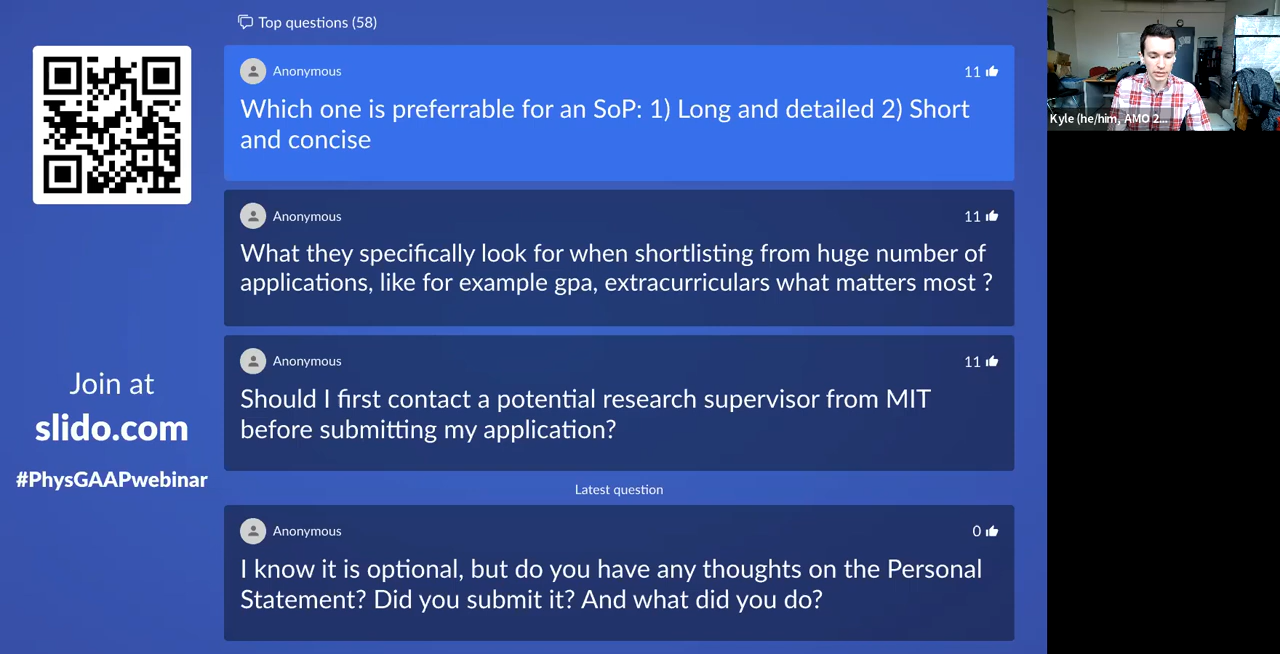 Top questions (58)
Anonymous
11
Which one is preferrable for an SoP: 1) Long and detailed 2) Short
and concise
Anonymous
11
What they specifically look for when shortlisting from huge number of
applications, like for example gpa, extracurriculars what matters most ?
Anonymous
11
Should I first contact a potential research supervisor from MIT
before submitting my application?
Latest question
Anonymous
0
I know it is optional, but do you have any thoughts on the Personal
Statement? Did you submit it? And what did you do?
Join at
slido.com
#PhysGAAPwebinar
Kyle (he/him, AMO 2...